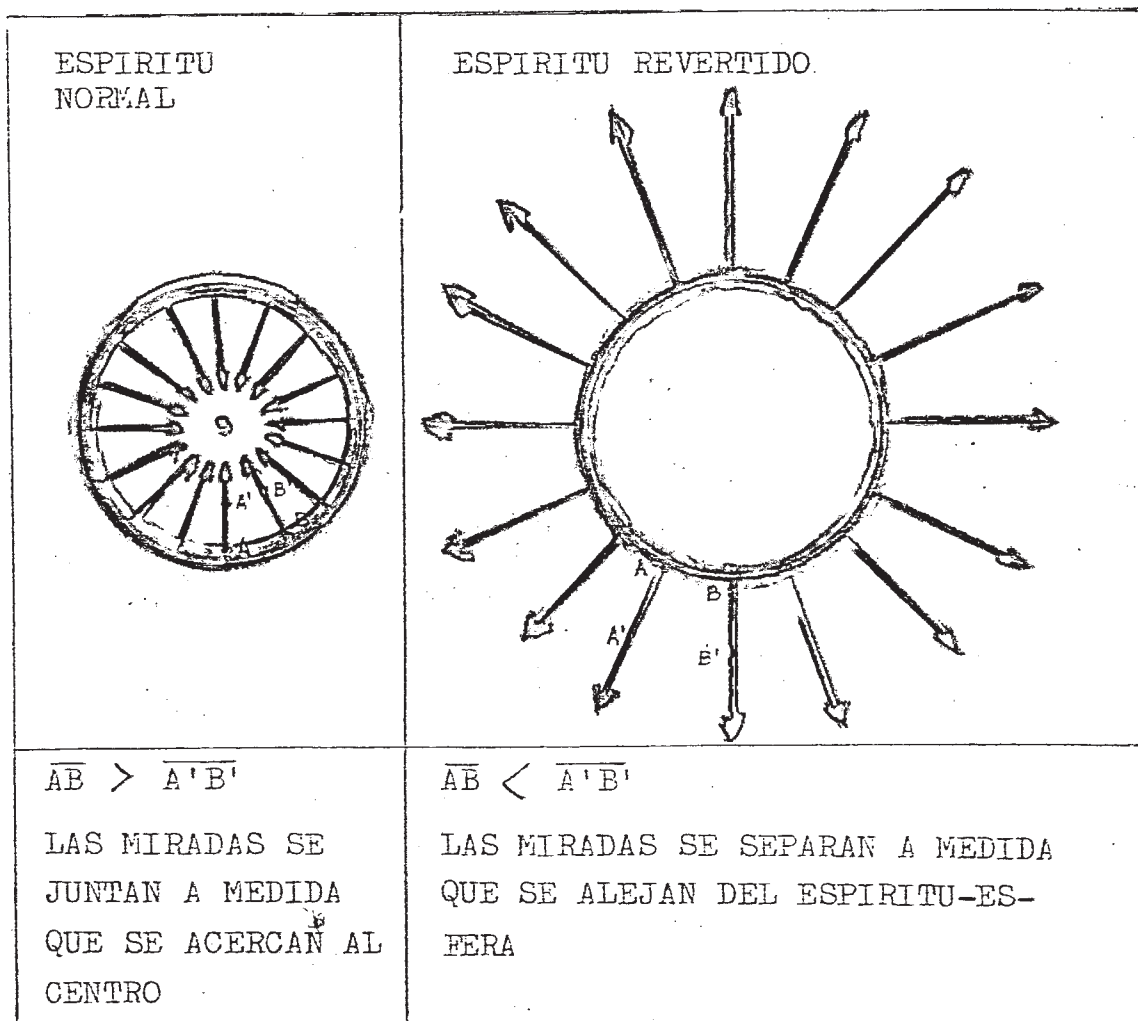 ESPIRITU
NORMAL
ESPIRITU REVERTIDO
A'
B'
A
B
A
B
A'
B'
AB > A'B'
LAS MIRADAS SE
JUNTAN A MEDIDA
QUE SE ACERCAN AL
CENTRO
AB < A'B'
LAS MIRADAS SE SEPARAN A MEDIDA
QUE SE ALEJAN DEL ESPIRITU-ES-
FERA